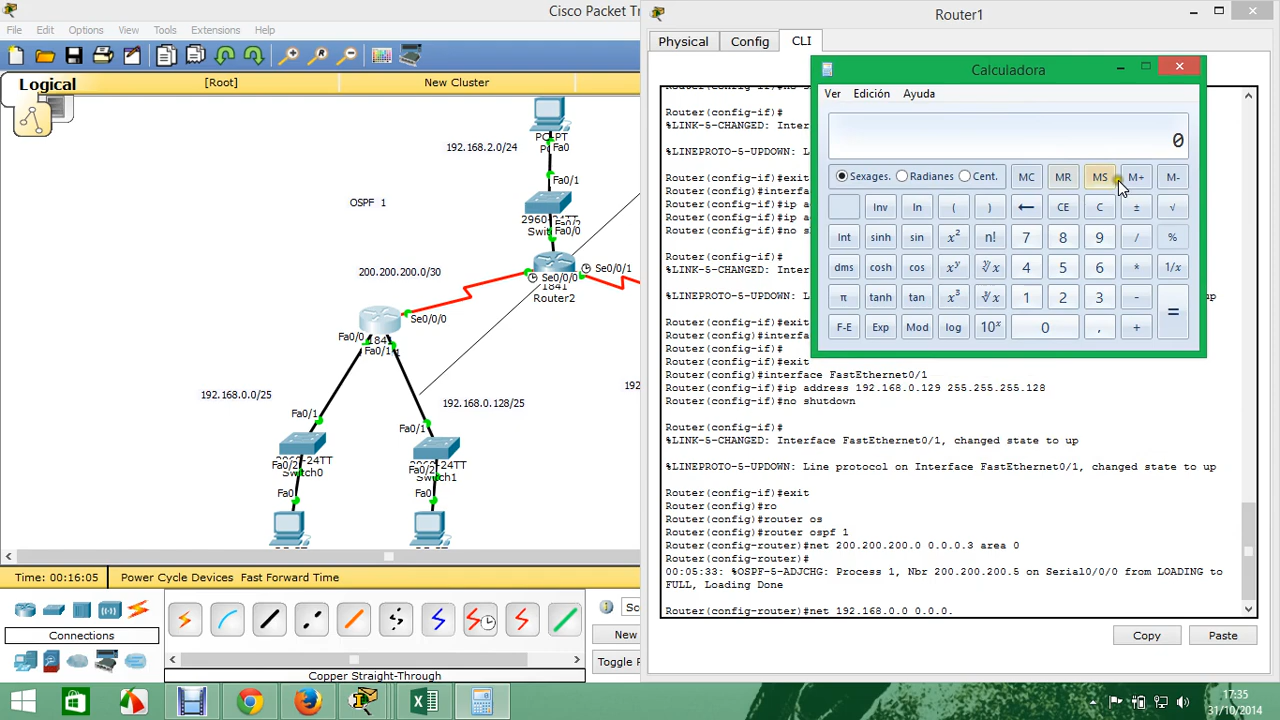 Cisco Packet Tr
File Edit Options View Tools Extensions Help
Logical
[Root]
New Cluster
192.168.2.0/24
Fa0
Fa0/1
OSPF 1
2960-24TT
200.200.200.0/30
Se0/0/1
Se0/0/0
1841
Router2
Se0/0/0
Fa0/0
Fa0/1
192.168.0.0/25
192.168.0.128/25
Fa0/1
Fa0/1
2960-24TT
Fa0/2
Switch0
Fa0/2
Switch1
Fa0
Fa0
Time: 00:16:05 Power Cycle Devices Fast Forward Time
Connections
New
Toggle
Copper Straight-Through
Router1
Physical Config CLI
Router(config-if)#
%LINK-5-CHANGED: Inter
%LINEPROTO-5-UPDOWN: L
Router(config-if)#exit
Router(config)#interfa
Router(config-if)#ip a
Router(config-if)#ip a
Router(config-if)#no s
Router(config-if)#
%LINK-5-CHANGED: Inter
%LINEPROTO-5-UPDOWN: L
up
Router(config-if)#exit
Router(config)#interfa
Router(config-if)#
Router(config-if)#exit
Router(config)#interface FastEthernet0/1
Router(config-if)#ip address 192.168.0.129 255.255.255.128
Router(config-if)#no shutdown
Router(config-if)#
%LINK-5-CHANGED: Interface FastEthernet0/1, changed state to up
%LINEPROTO-5-UPDOWN: Line protocol on Interface FastEthernet0/1, changed state to up
Router(config-if)#exit
Router(config)#ro
Router(config)#router os
Router(config)#router ospf 1
Router(config-router)#net 200.200.200.0 0.0.0.3 area 0
Router(config-router)#
00:05:33: %OSPF-5-ADJCHG: Process 1, Nbr 200.200.200.5 on Serial0/0/0 from LOADING to
FULL, Loading Done
Router(config-router)#net 192.168.0.0 0.0.0.
Copy Paste
Calculadora
Ver Edición Ayuda
0
Sexages. Radianes Cent. MC MR MS M+ M-
Inv ln ( ) ← CE C ± √
Int sinh sin x² n! 7 8 9 / %
dms cosh cos xʸ ʸ√x 4 5 6 * 1/x
π tanh tan x³ ³√x 1 2 3 - =
F-E Exp Mod log 10ˣ 0 , +
17:35
31/10/2014